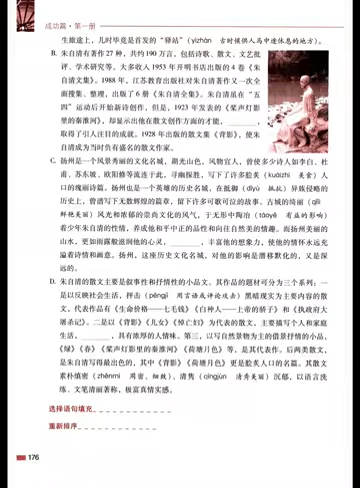 成功篇·第一册
生旅途上，儿时毕竟是首发的“驿站”（yìzhàn 古时候供人马中途休息的地方）。
B. 朱自清有著作27种，共约190万言，包括诗歌、散文、文艺批
评、学术研究等。大多收入1953年开明书店出版的4卷《朱
自清文集》。1988年，江苏教育出版社对朱自清著作又一次全
面搜集、整理，出版了6册《朱自清全集》。朱自清虽在“五
四”运动后开始新诗创作，但是，1923年发表的《桨声灯影
里的秦淮河》，却显示出他在散文创作方面的才能，______，
取得了引人注目的成就。1928年出版的散文集《背影》，使朱
自清成为当时负有盛名的散文作家。
C. 扬州是一个风景秀丽的文化名城，湖光山色，风物宜人，曾使多少诗人如李白、杜
甫、苏东坡、欧阳修等流连于此，寻幽探胜，写下了许多脍炙（kuàizhì 美食）人
口的瑰丽诗篇。扬州也是一个英雄的历史名城，在抵御（dǐyù 抵抗）异族侵略的
历史上，曾谱写下无数辉煌的篇章，留下许多可歌可泣的故事。古城的绮丽（qǐlì
鲜艳美丽）风光和浓郁的崇尚文化的风气，于无形中陶冶（táoyě 有益的影响）
着少年朱自清的性情，养成他和平中正的品性和向往自然美的情趣。而扬州美丽的
山水，更如雨露般滋润他的心灵，______，丰富他的想象力，使他的情怀永远充
溢着诗情和画意。扬州，这座历史文化名城，对他的影响是潜移默化的，又是深
远的。
D. 朱自清的散文主要是叙事性和抒情性的小品文。其作品的题材可分为三个系列：一
是以反映社会生活，抨击（pēngjī 用言语或评论攻击）黑暗现实为主要内容的散
文，代表作品有《生命价格——七毛钱》《白种人——上帝的骄子》和《执政府大
屠杀记》。二是以《背影》《儿女》《悼亡妇》为代表的散文，主要描写个人和家庭
生活，______，具有浓厚的人情味。第三，以写自然景物为主的借景抒情的小品，
《绿》《春》《桨声灯影里的秦淮河》《荷塘月色》等，是其代表作。后两类散文，
是朱自清写得最出色的，其中《背影》《荷塘月色》更是脍炙人口的名篇。其散文
素朴缜密（zhěnmì 周密、细致）、清隽（qīngjùn 清秀美丽）沉郁，以语言洗
练、文笔清丽著称，极富真情实感。
选择语句填充_ _ _ _ _ _ _ _ _ _ _ _
重新排序_ _ _ _ _ _ _ _ _ _ _ _
176